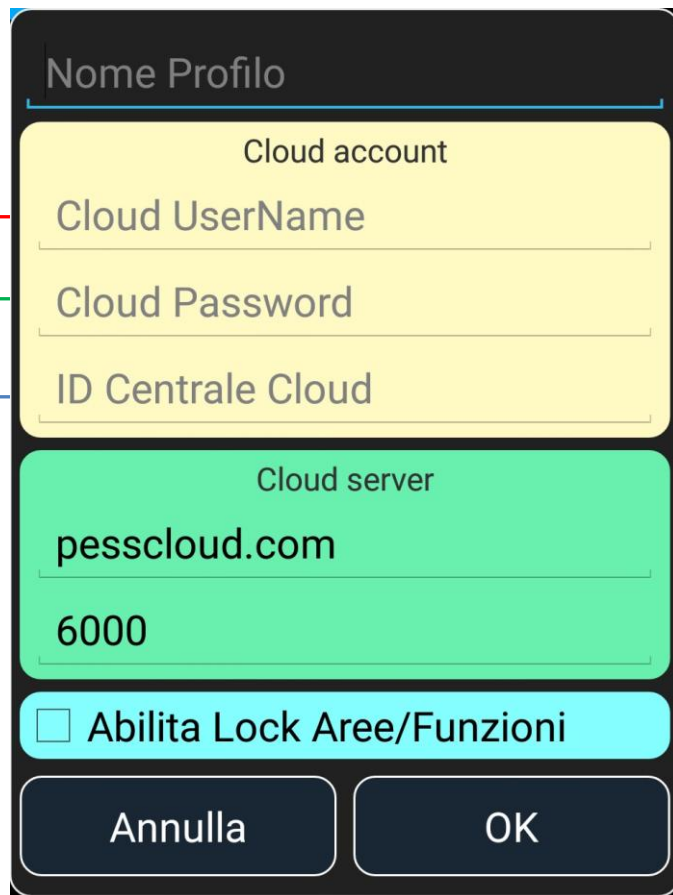 Nome Profilo
Cloud account
Cloud UserName
Cloud Password
ID Centrale Cloud
Cloud server
pesscloud.com
6000
Abilita Lock Aree/Funzioni
Annulla
OK